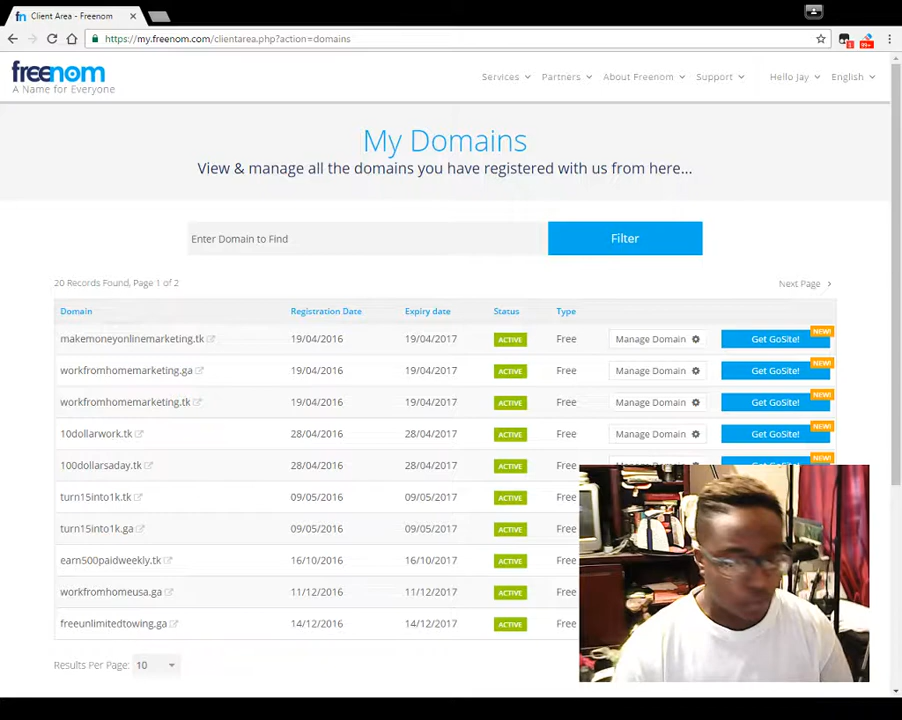 Client Area - Freenom
https://my.freenom.com/clientarea.php?action=domains
99+
freenom
A Name for Everyone
Services Partners About Freenom Support Hello Jay English
My Domains
View & manage all the domains you have registered with us from here...
Enter Domain to Find Filter
20 Records Found, Page 1 of 2 Next Page
Domain Registration Date Expiry date Status Type
makemoneyonlinemarketing.tk 19/04/2016 19/04/2017 ACTIVE Free Manage Domain Get GoSite! NEW!
workfromhomemarketing.ga 19/04/2016 19/04/2017 ACTIVE Free Manage Domain Get GoSite! NEW!
workfromhomemarketing.tk 19/04/2016 19/04/2017 ACTIVE Free Manage Domain Get GoSite! NEW!
10dollarwork.tk 28/04/2016 28/04/2017 ACTIVE Free Manage Domain Get GoSite! NEW!
100dollarsaday.tk 28/04/2016 28/04/2017 ACTIVE Free NEW!
turn15into1k.tk 09/05/2016 09/05/2017 ACTIVE Free
turn15into1k.ga 09/05/2016 09/05/2017 ACTIVE Free
earn500paidweekly.tk 16/10/2016 16/10/2017 ACTIVE Free
workfromhomeusa.ga 11/12/2016 11/12/2017 ACTIVE Free
freeunlimitedtowing.ga 14/12/2016 14/12/2017 ACTIVE Free
Results Per Page: 10